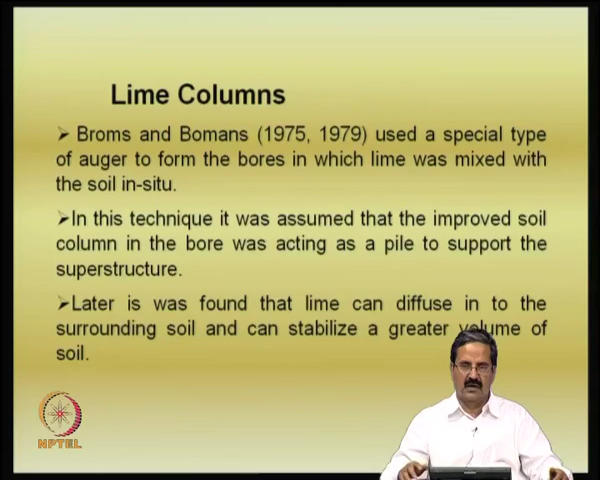 Lime Columns
➢ Broms and Bomans (1975, 1979) used a special type
of auger to form the bores in which lime was mixed with
the soil in-situ.
➢In this technique it was assumed that the improved soil
column in the bore was acting as a pile to support the
superstructure.
➢Later is was found that lime can diffuse in to the
surrounding soil and can stabilize a greater volume of
soil.
NPTEL